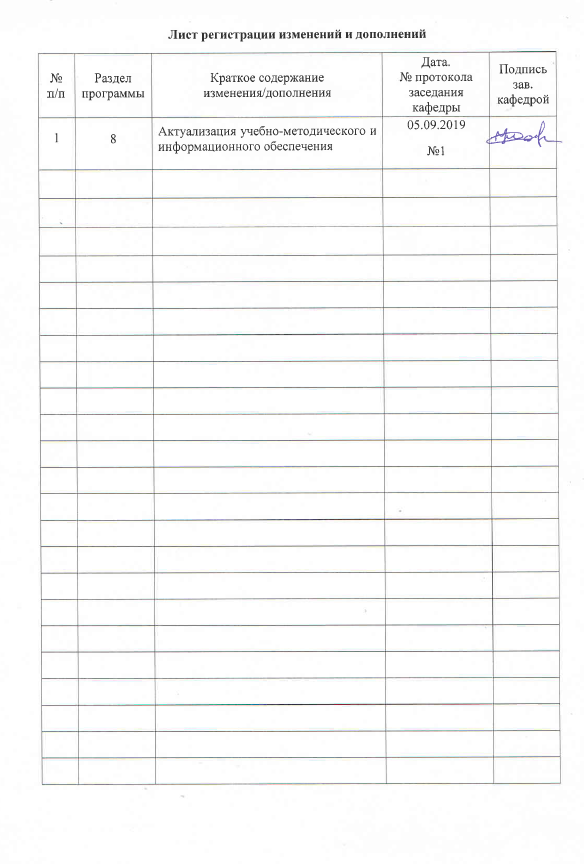 Лист регистрации изменений и дополнений
№
п/п
Раздел
программы
Краткое содержание
изменения/дополнения
Дата.
№ протокола
заседания
кафедры
Подпись
зав.
кафедрой
1
8
Актуализация учебно-методического и
информационного обеспечения
05.09.2019
№1